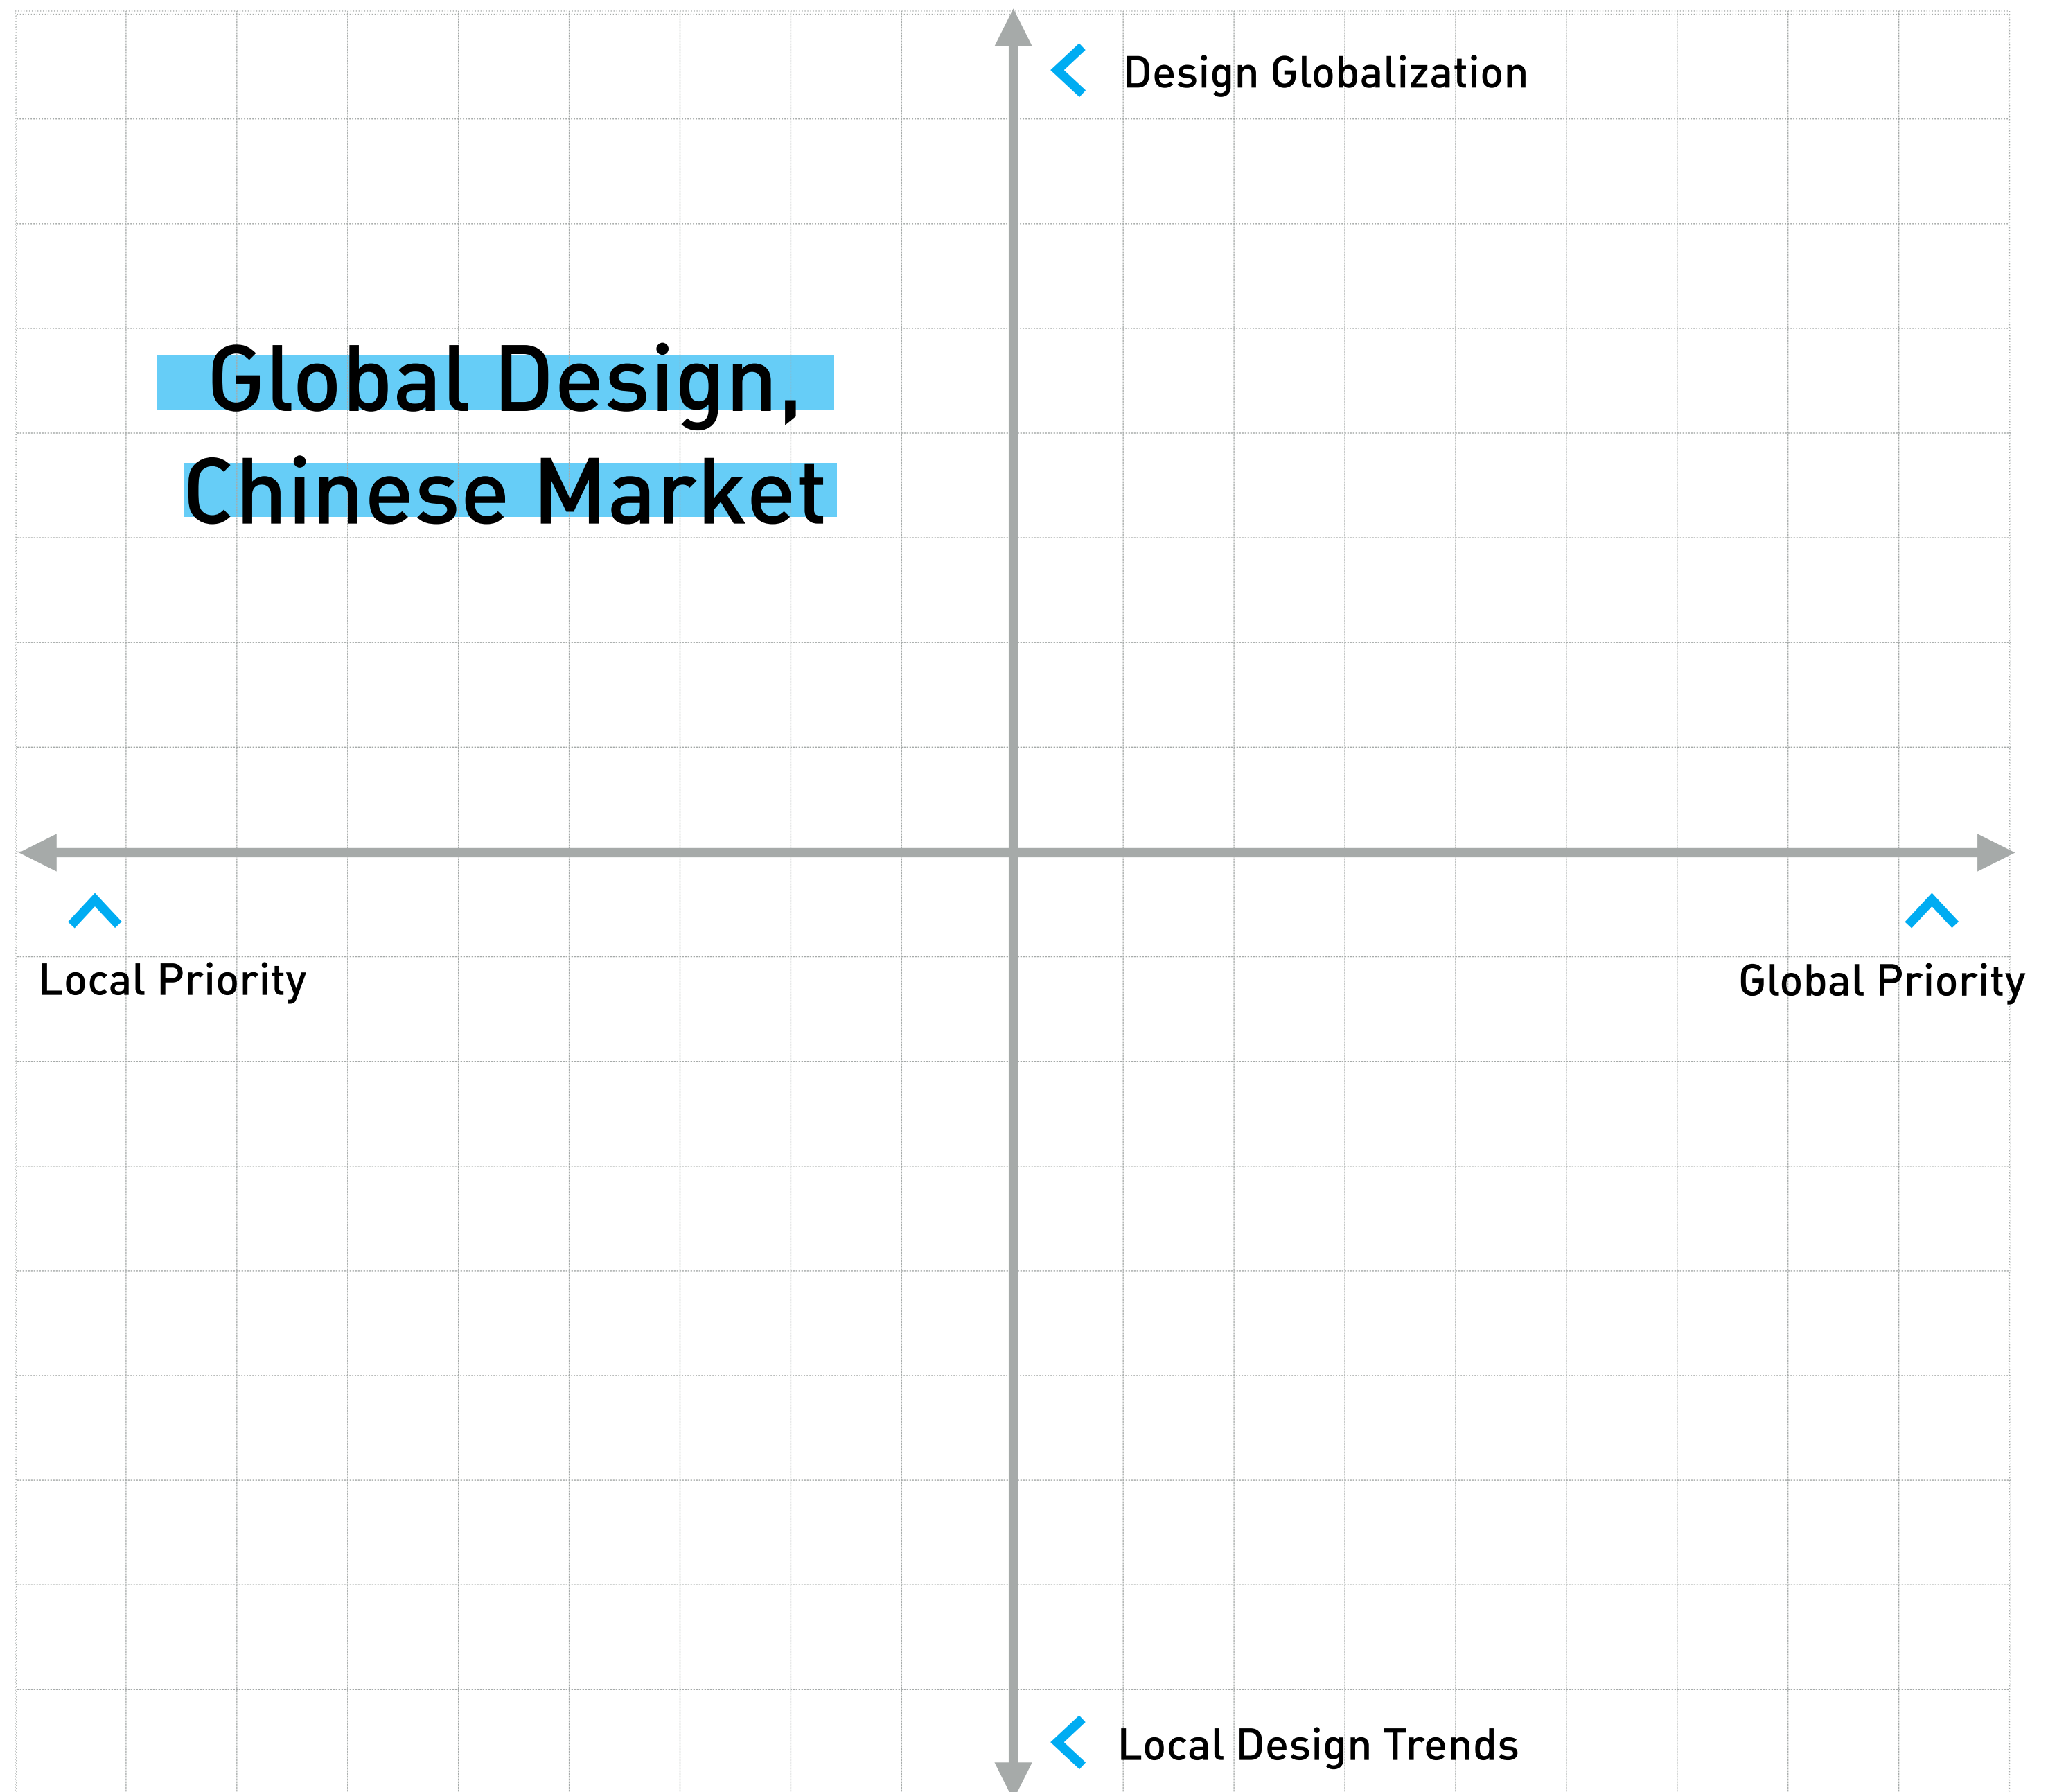 Design Globalization
Global Design,
Chinese Market
Local Priority
Global Priority
Local Design Trends